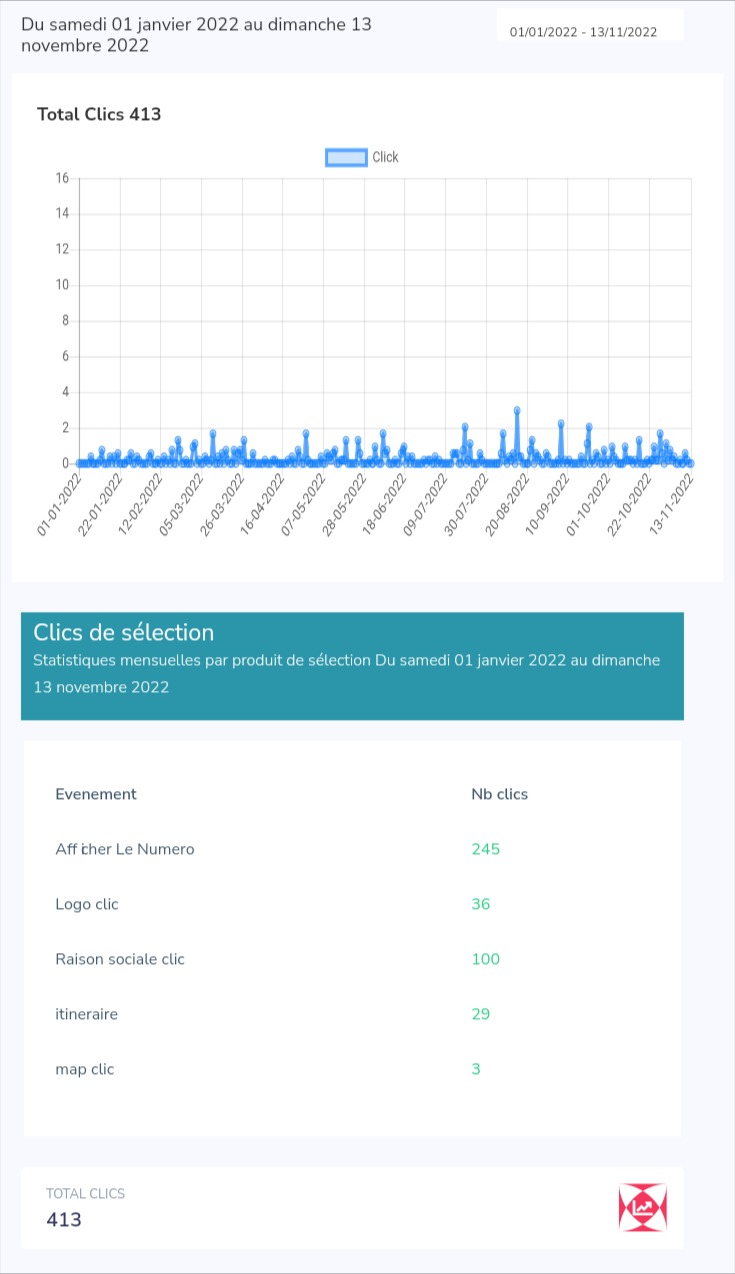 Du samedi 01 janvier 2022 au dimanche 13
novembre 2022
01/01/2022 - 13/11/2022
Total Clics 413
Click
16
14
12
10
8
6
4
2
0
01-01-2022
22-01-2022
12-02-2022
05-03-2022
26-03-2022
16-04-2022
07-05-2022
28-05-2022
18-06-2022
09-07-2022
30-07-2022
20-08-2022
10-09-2022
01-10-2022
22-10-2022
13-11-2022
Clics de sélection
Statistiques mensuelles par produit de sélection Du samedi 01 janvier 2022 au dimanche
13 novembre 2022
Evenement Nb clics
Afficher Le Numero 245
Logo clic 36
Raison sociale clic 100
itineraire 29
map clic 3
TOTAL CLICS
413